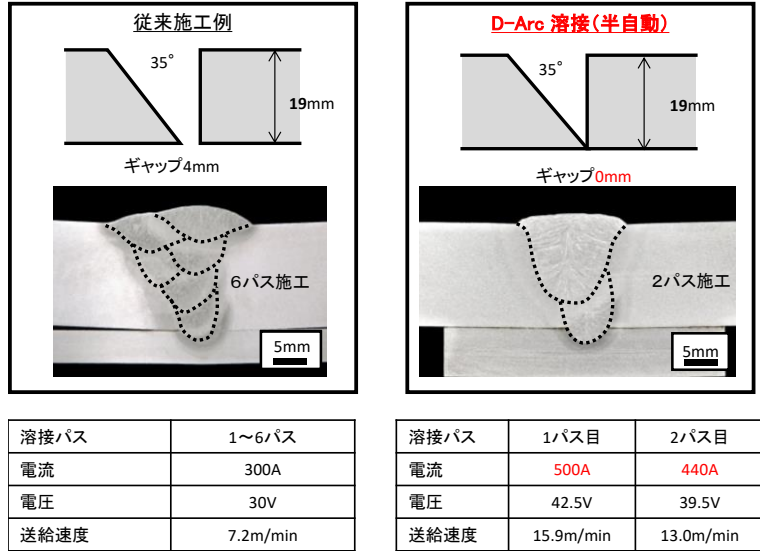 従来施工例
35°
19mm
ギャップ4mm
6パス施工
5mm
D-Arc 溶接(半自動)
35°
19mm
ギャップ0mm
2パス施工
5mm
溶接パス 1～6パス
電流 300A
電圧 30V
送給速度 7.2m/min
溶接パス 1パス目 2パス目
電流 500A 440A
電圧 42.5V 39.5V
送給速度 15.9m/min 13.0m/min